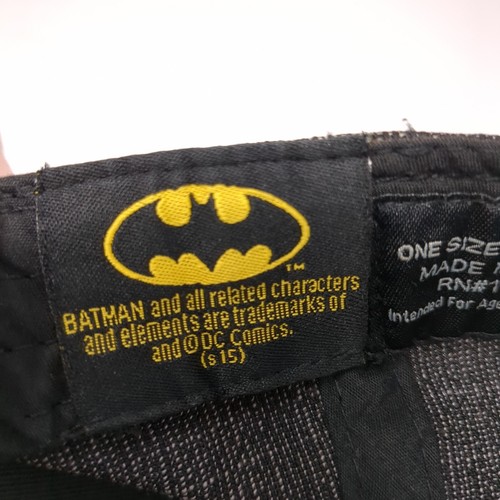 TM
BATMAN and all related characters
and elements are trademarks of
and © DC Comics.
(s15)
ONE SIZE
MADE
RN#1
Intended For